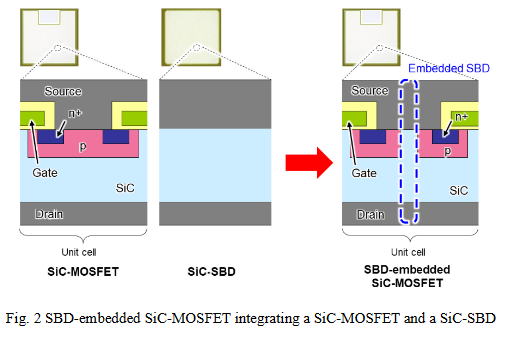 Embedded SBD
Source
n+
p
Gate
SiC
Drain
Unit cell
SiC-MOSFET
SiC-SBD
Source
n+
p
Gate
SiC
Drain
Unit cell
SBD-embedded
SiC-MOSFET
Fig. 2 SBD-embedded SiC-MOSFET integrating a SiC-MOSFET and a SiC-SBD